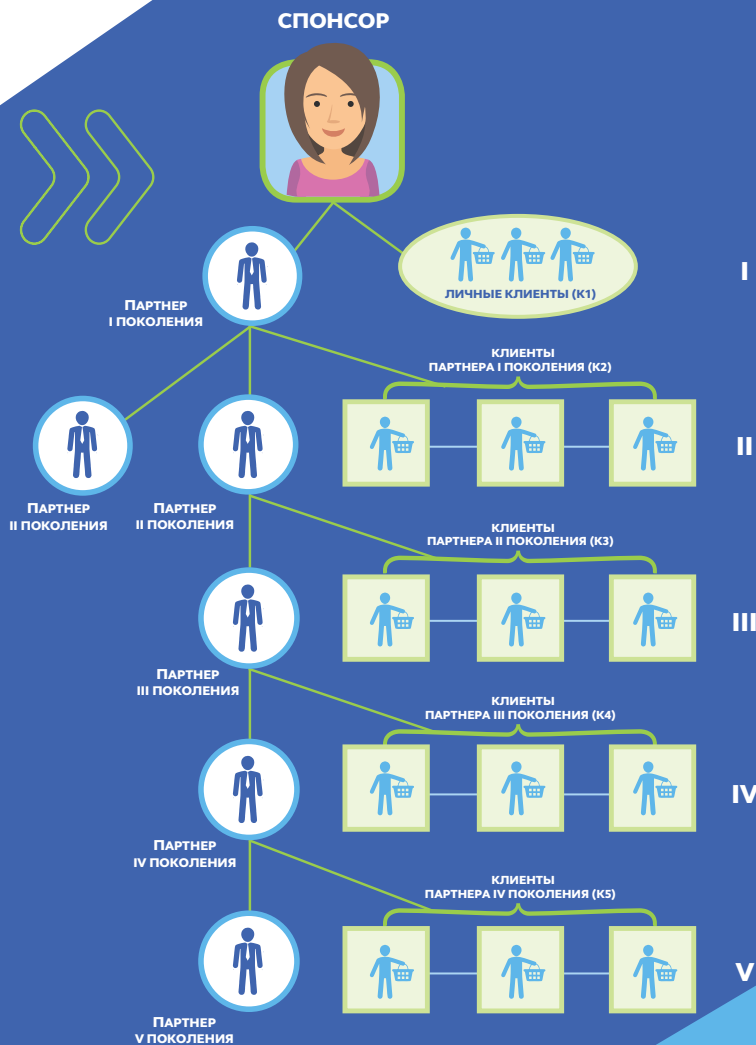 СПОНСОР
ЛИЧНЫЕ КЛИЕНТЫ (К1)
I
ПАРТНЕР
I ПОКОЛЕНИЯ
КЛИЕНТЫ
ПАРТНЕРА I ПОКОЛЕНИЯ (К2)
II
ПАРТНЕР
II ПОКОЛЕНИЯ
ПАРТНЕР
II ПОКОЛЕНИЯ
КЛИЕНТЫ
ПАРТНЕРА II ПОКОЛЕНИЯ (К3)
III
ПАРТНЕР
III ПОКОЛЕНИЯ
КЛИЕНТЫ
ПАРТНЕРА III ПОКОЛЕНИЯ (К4)
IV
ПАРТНЕР
IV ПОКОЛЕНИЯ
КЛИЕНТЫ
ПАРТНЕРА IV ПОКОЛЕНИЯ (К5)
V
ПАРТНЕР
V ПОКОЛЕНИЯ